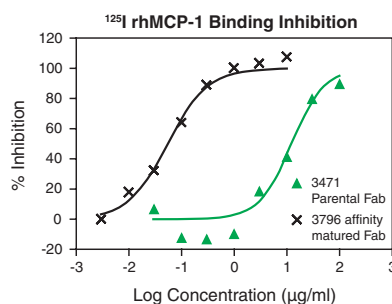 ¹²⁵I rhMCP-1 Binding Inhibition
% Inhibition
120
100
80
60
40
20
0
-20
3471
Parental Fab
3796 affinity
matured Fab
-3
-2
-1
0
1
2
3
Log Concentration (µg/ml)